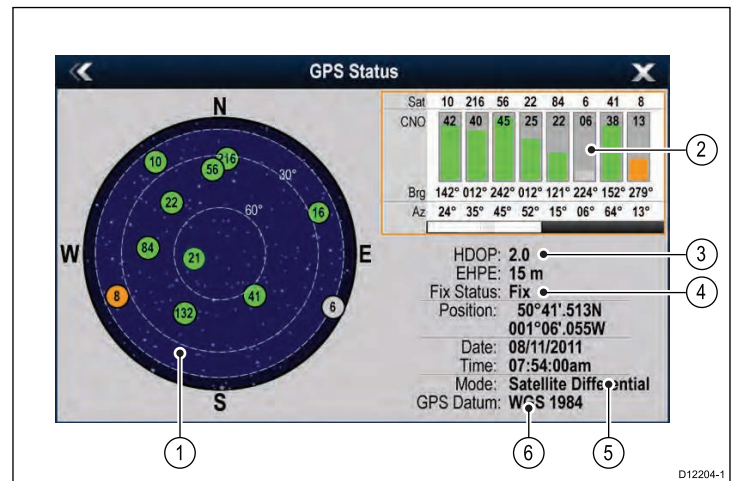 GPS Status
N
Sat 10 216 56 22 84 6 41 8
CNO 42 40 45 25 22 06 38 13
Brg 142° 012° 242° 012° 121° 224° 152° 279°
Az 24° 35° 45° 52° 15° 06° 64° 13°
10
216
56
30°
22
60°
16
W
84
21
E
8
41
6
132
S
HDOP: 2.0
EHPE: 15 m
Fix Status: Fix
Position: 50°41'.513N
001°06'.055W
Date: 08/11/2011
Time: 07:54:00am
Mode: Satellite Differential
GPS Datum: WGS 1984
1
2
3
4
5
6
D12204-1